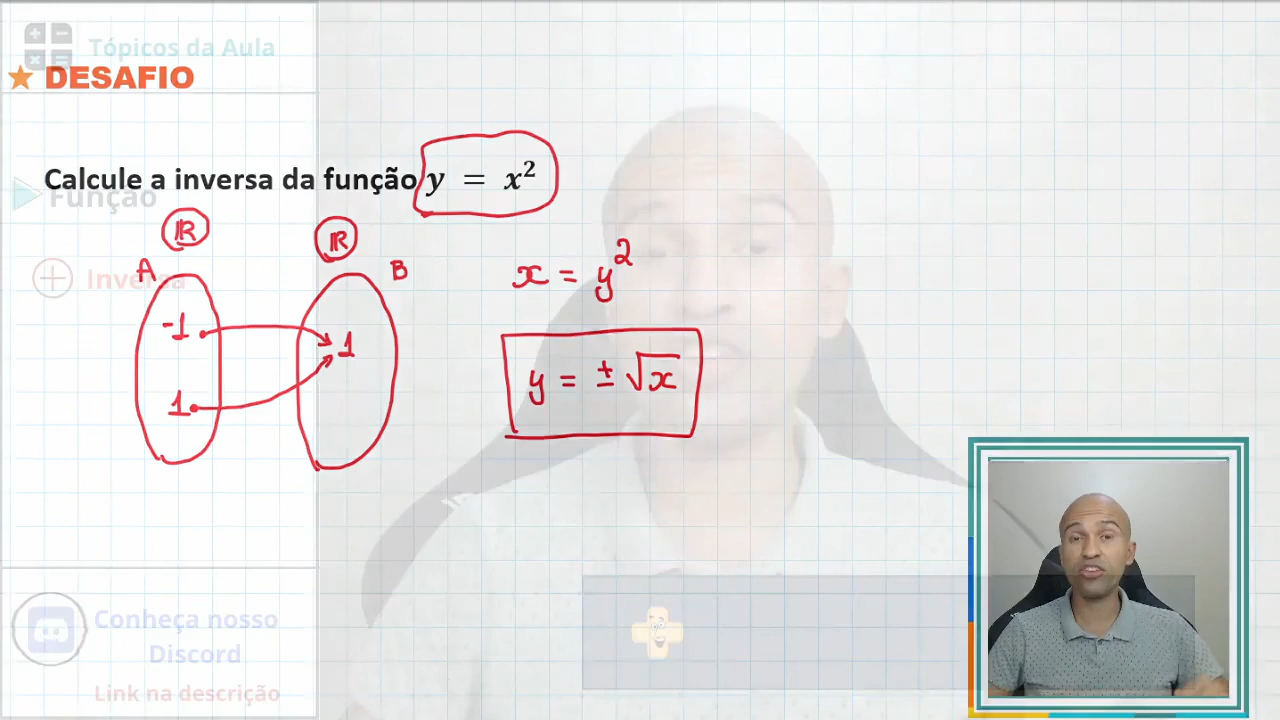 Tópicos da Aula
DESAFIO
Calcule a inversa da função y = x²
Função
ℝ ℝ
A B
Inversa
x = y²
-1
1
1
y = ± √x
Conheça nosso
Discord
Link na descrição